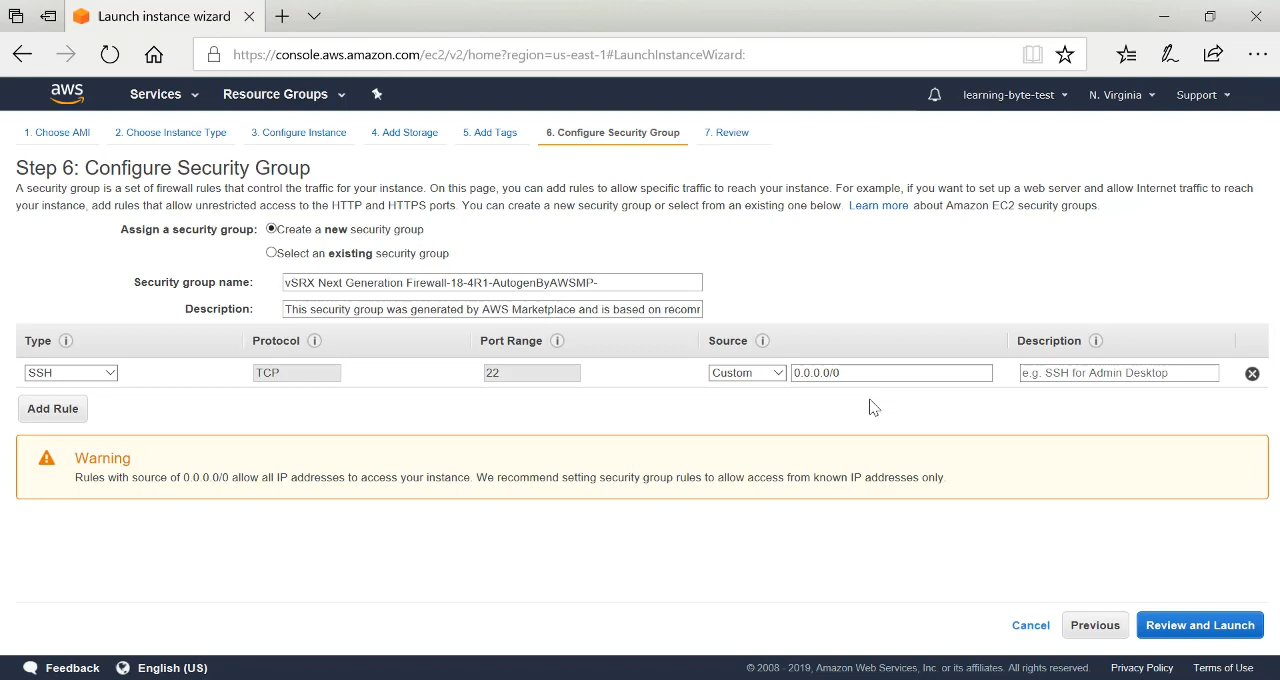 Launch instance wizard
https://console.aws.amazon.com/ec2/v2/home?region=us-east-1#LaunchInstanceWizard:
aws Services Resource Groups learning-byte-test N. Virginia Support
1. Choose AMI 2. Choose Instance Type 3. Configure Instance 4. Add Storage 5. Add Tags 6. Configure Security Group 7. Review
Step 6: Configure Security Group
A security group is a set of firewall rules that control the traffic for your instance. On this page, you can add rules to allow specific traffic to reach your instance. For example, if you want to set up a web server and allow Internet traffic to reach
your instance, add rules that allow unrestricted access to the HTTP and HTTPS ports. You can create a new security group or select from an existing one below. Learn more about Amazon EC2 security groups.
Assign a security group: Create a new security group
Select an existing security group
Security group name: vSRX Next Generation Firewall-18-4R1-AutogenByAWSMP-
Description: This security group was generated by AWS Marketplace and is based on recomr
Type i Protocol i Port Range i Source i Description i
SSH TCP 22 Custom 0.0.0.0/0 e.g. SSH for Admin Desktop
Add Rule
Warning
Rules with source of 0.0.0.0/0 allow all IP addresses to access your instance. We recommend setting security group rules to allow access from known IP addresses only.
Cancel Previous Review and Launch
Feedback English (US) © 2008 - 2019, Amazon Web Services, Inc. or its affiliates. All rights reserved. Privacy Policy Terms of Use